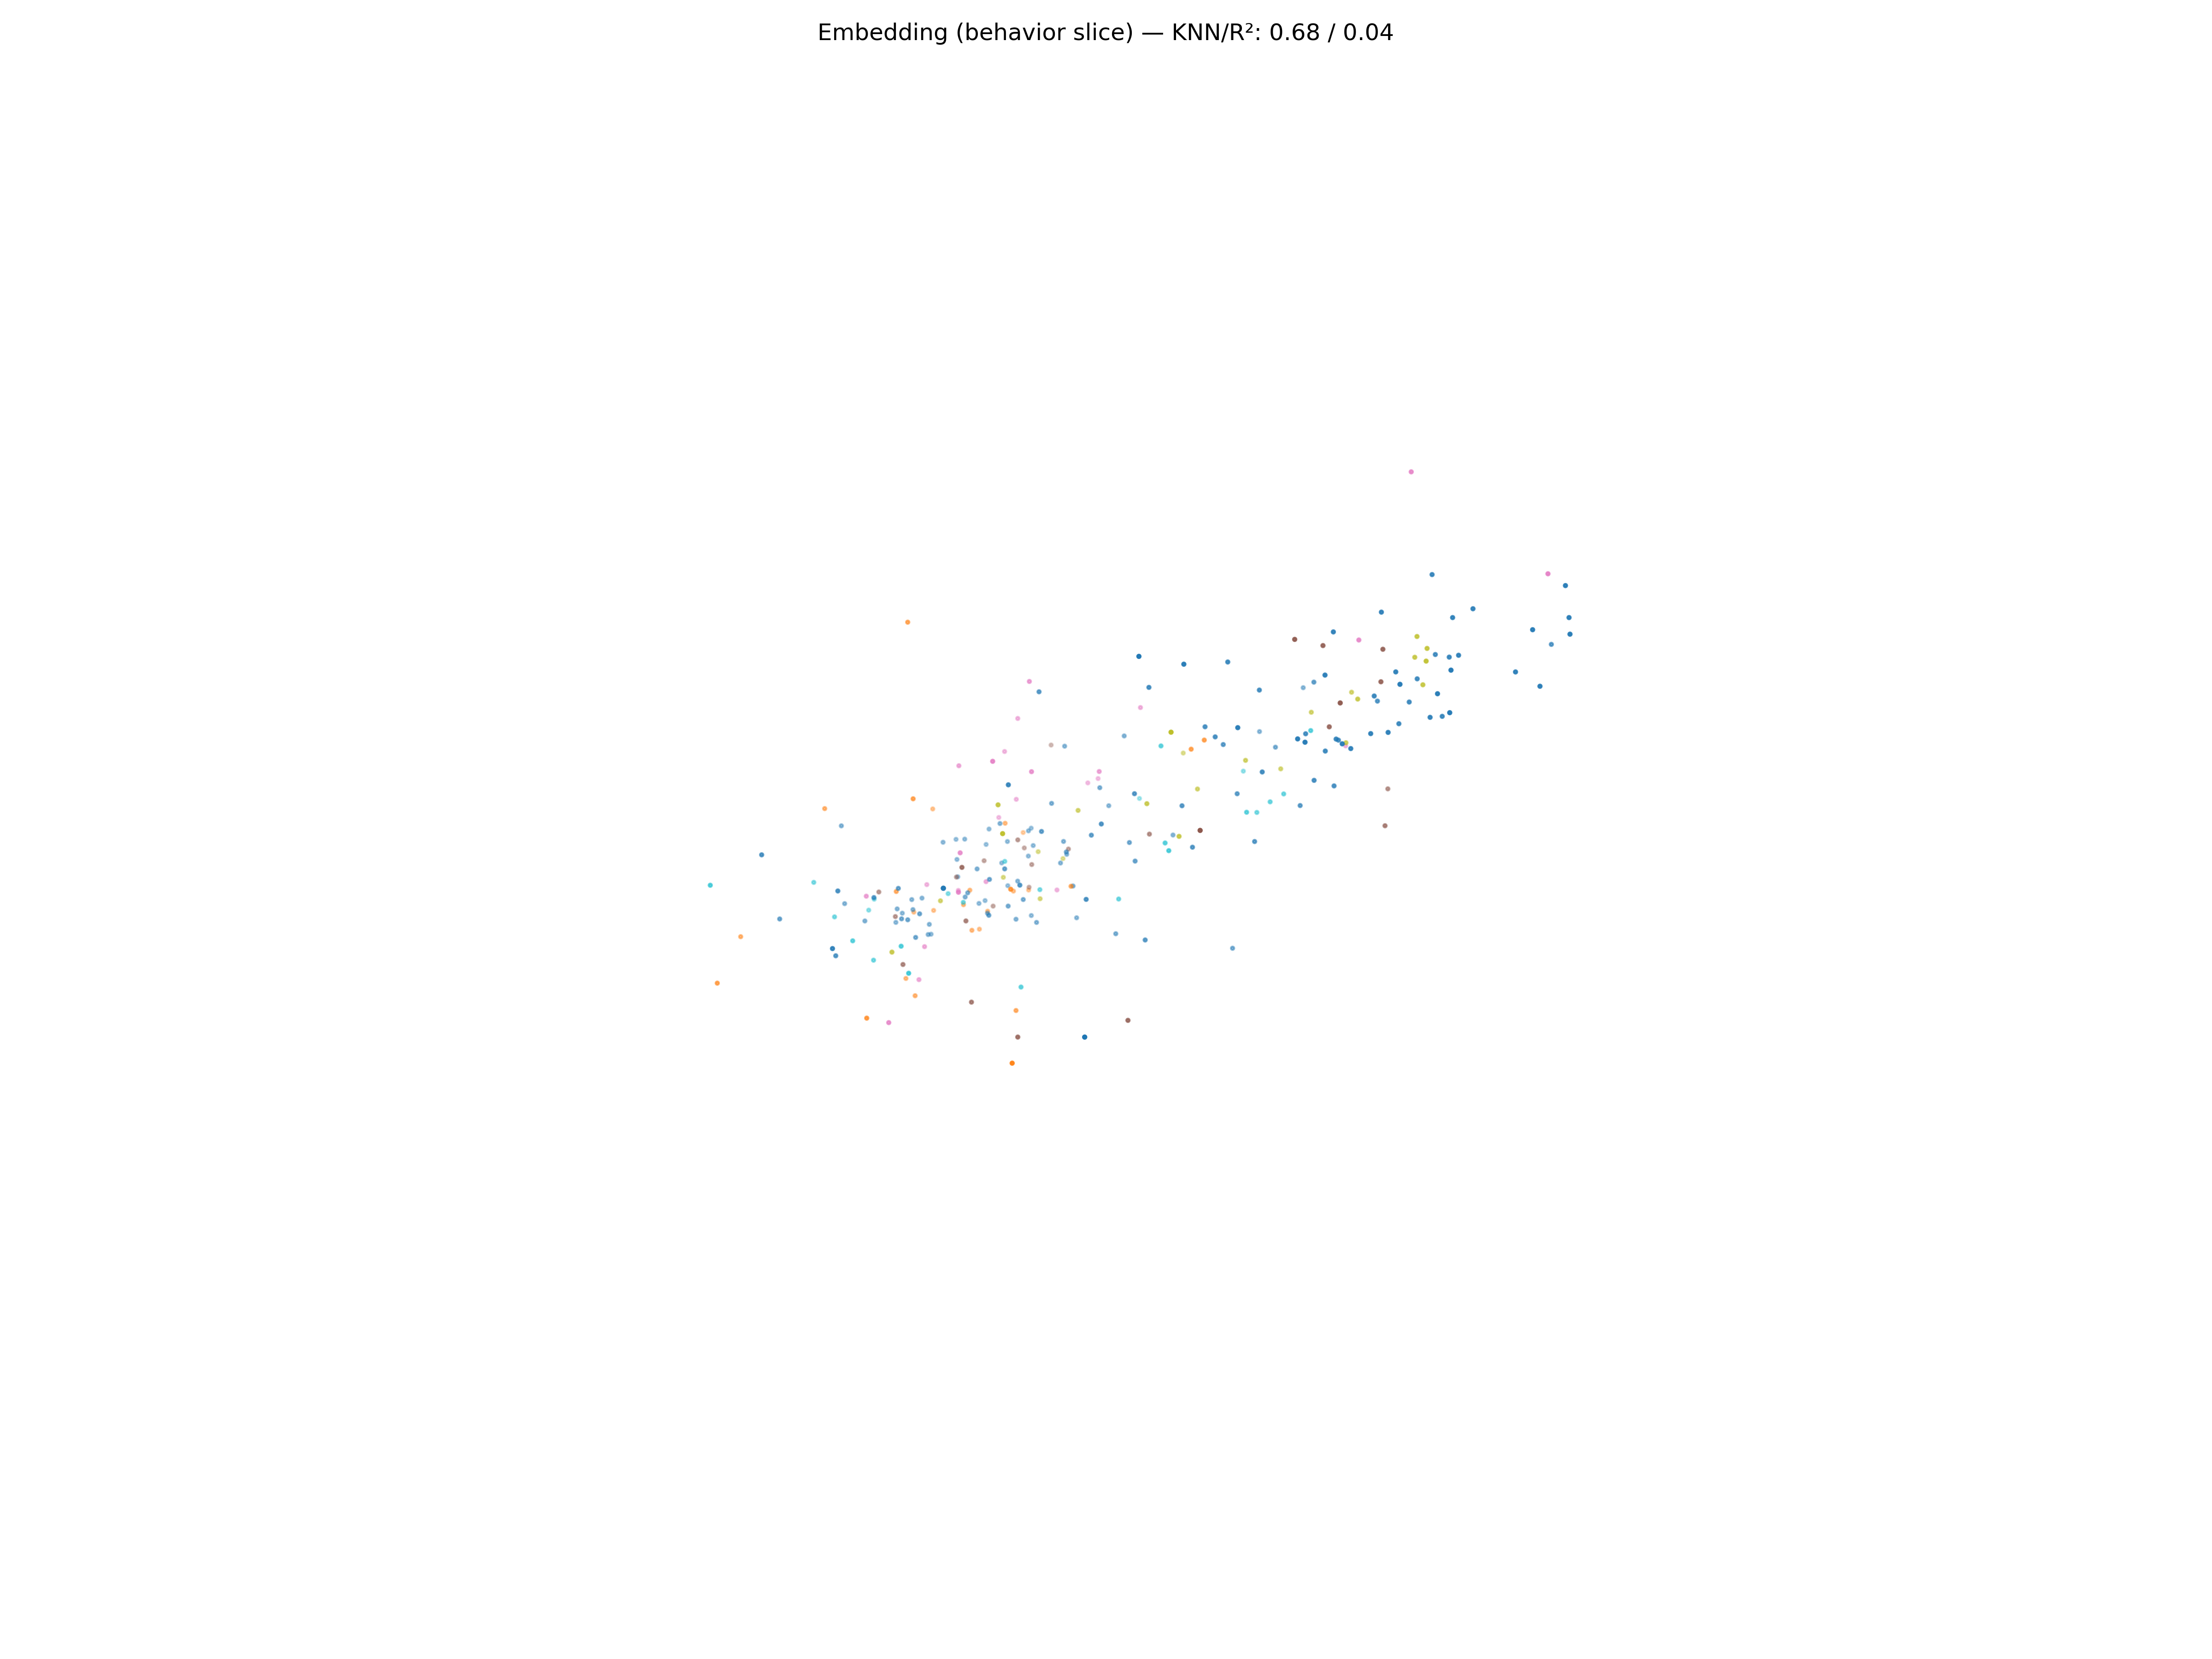 Embedding (behavior slice) — KNN/R²: 0.68 / 0.04